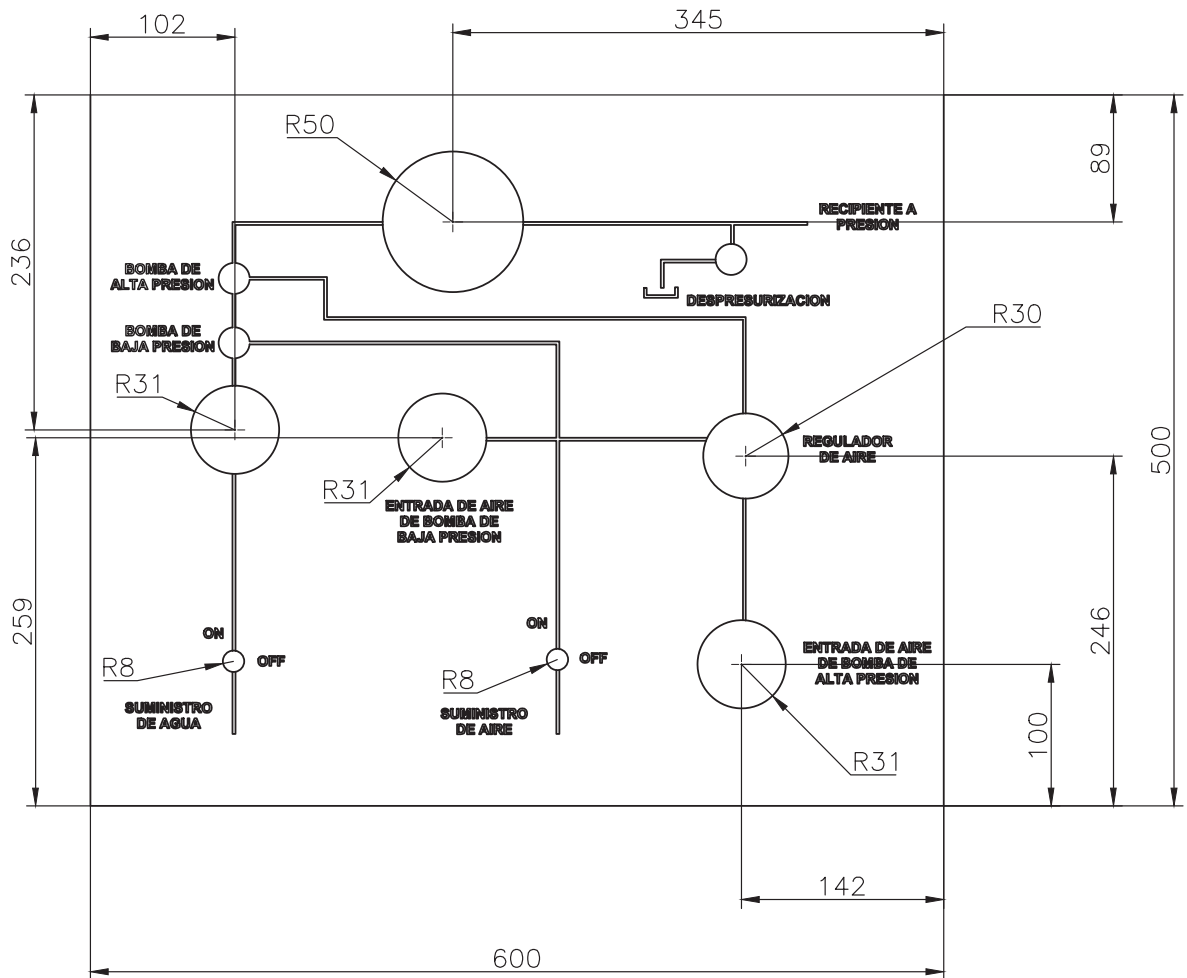 102
345
R50
89
RECIPIENTE A
PRESION
236
BOMBA DE
ALTA PRESION
DESPRESURIZACION
R30
BOMBA DE
BAJA PRESION
R31
REGULADOR
DE AIRE
500
R31
ENTRADA DE AIRE
DE BOMBA DE
BAJA PRESION
259
246
ON
OFF
R8
SUMINISTRO
DE AGUA
ON
OFF
R8
SUMINISTRO
DE AIRE
ENTRADA DE AIRE
DE BOMBA DE
ALTA PRESION
100
R31
142
600